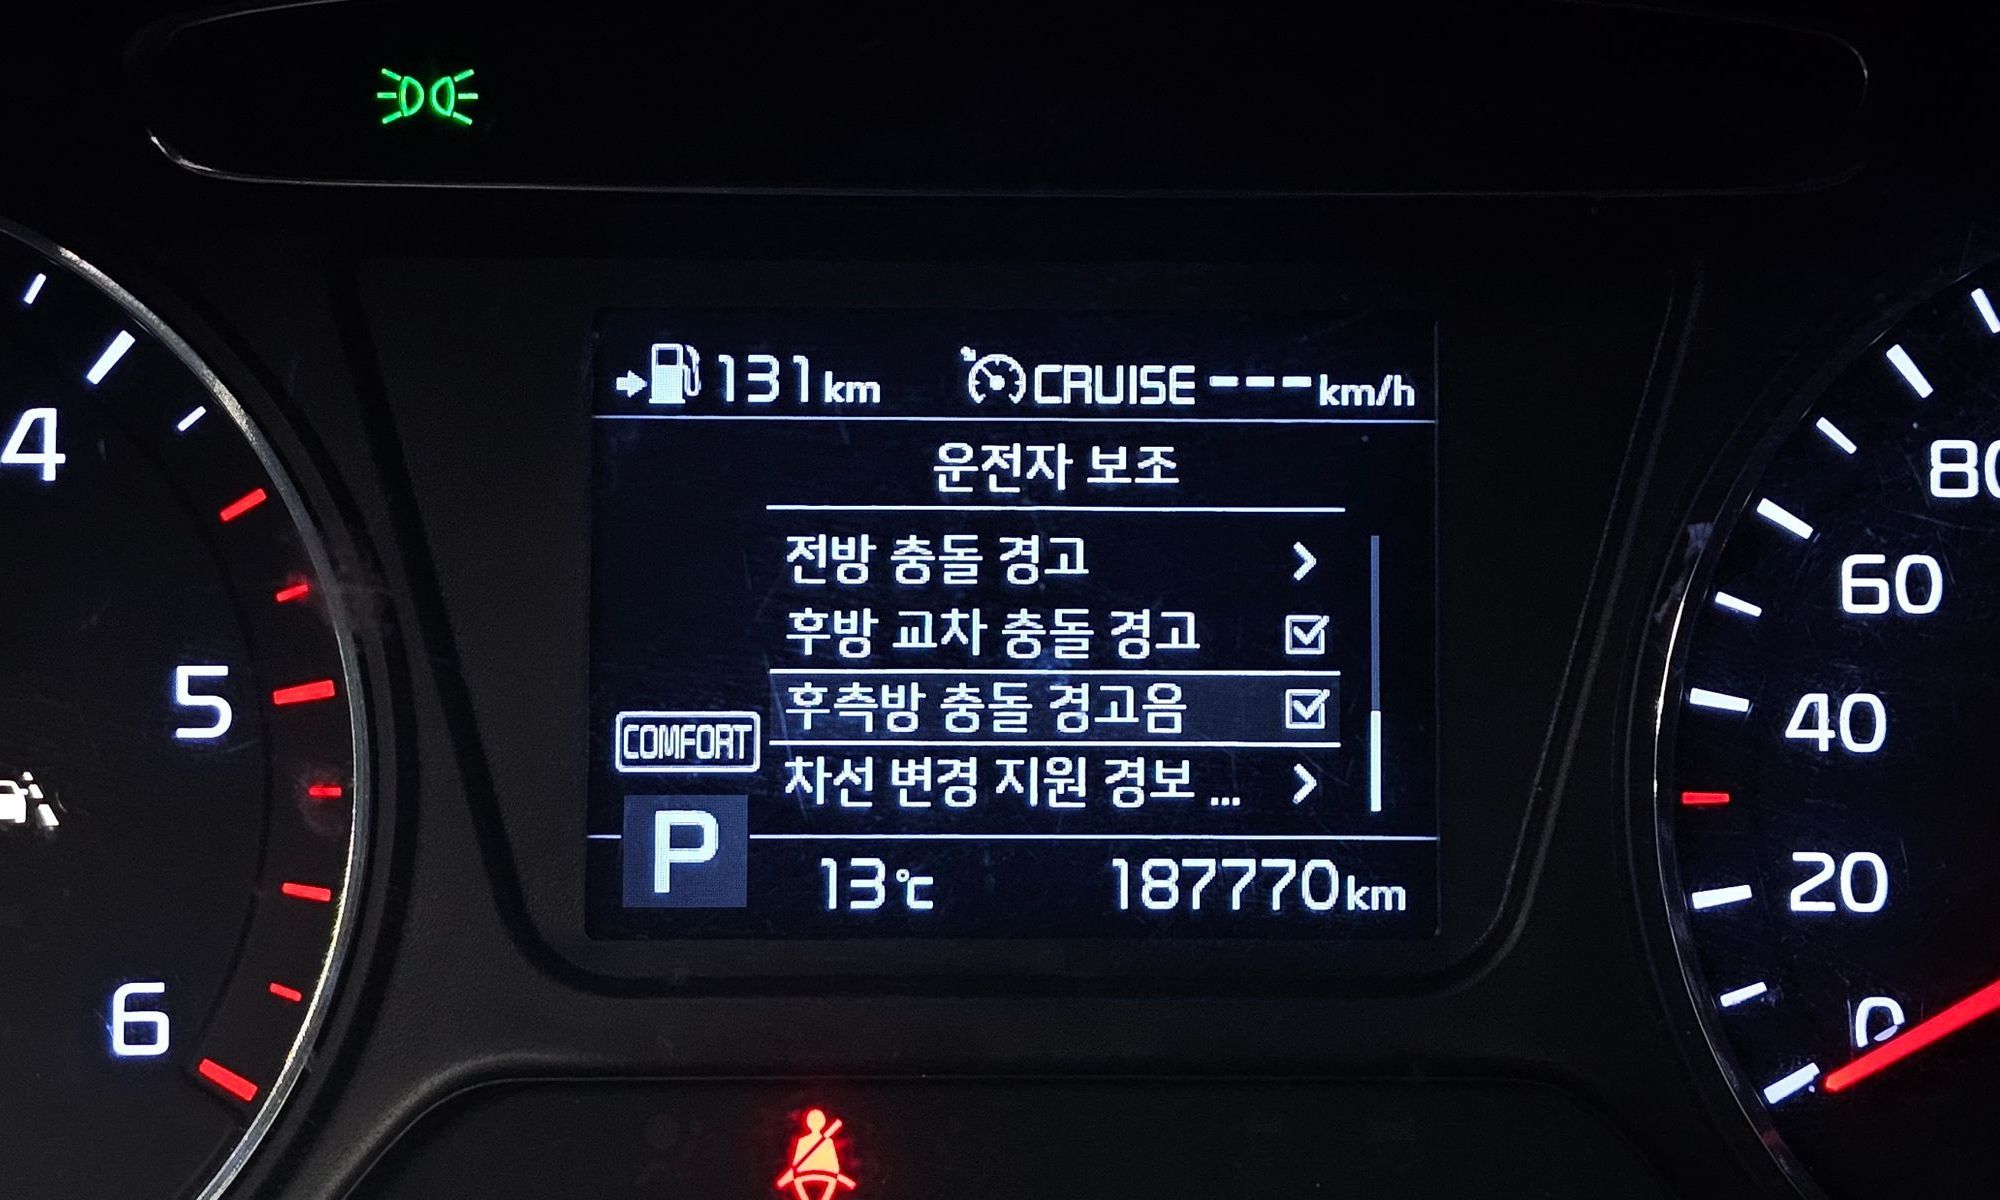 131km CRUISE ---km/h
운전자 보조
전방 충돌 경고
후방 교차 충돌 경고
후측방 충돌 경고음
차선 변경 지원 경보 ...
COMFORT
P 13℃ 187770km
4
5
6
80
60
40
20
0